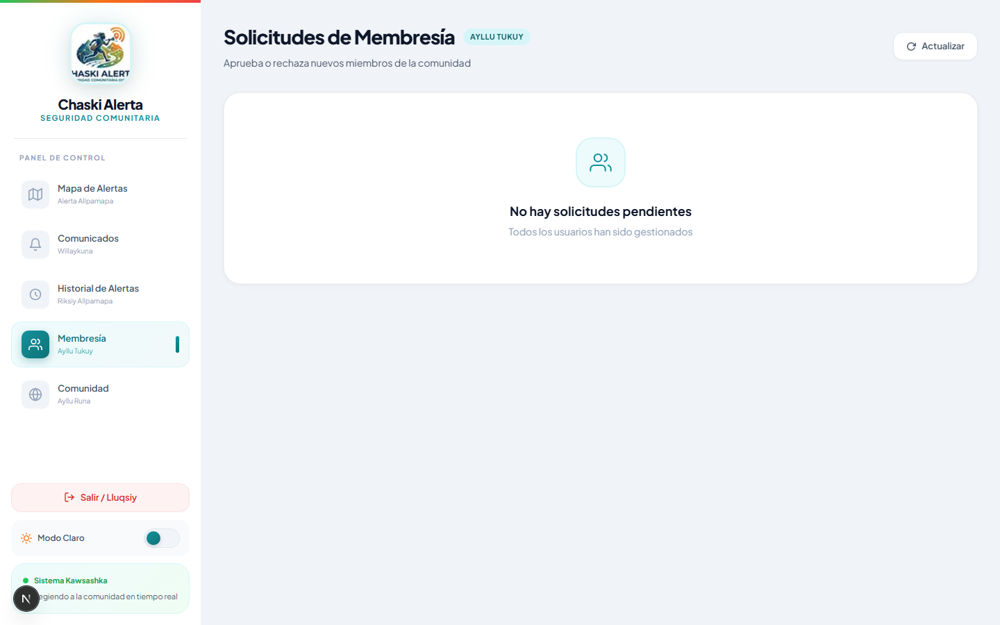 HASKI ALERT
Chaski Alerta
SEGURIDAD COMUNITARIA
PANEL DE CONTROL
Mapa de Alertas
Alerta Allpamapa
Comunicados
Willaykuna
Historial de Alertas
Riksiy Allpamapa
Membresía
Ayllu Tukuy
Comunidad
Ayllu Runa
Salir / Lluqsiy
Modo Claro
Sistema Kawsashka
egiendo a la comunidad en tiempo real
N
Solicitudes de Membresía AYLLU TUKUY
Aprueba o rechaza nuevos miembros de la comunidad
Actualizar
No hay solicitudes pendientes
Todos los usuarios han sido gestionados